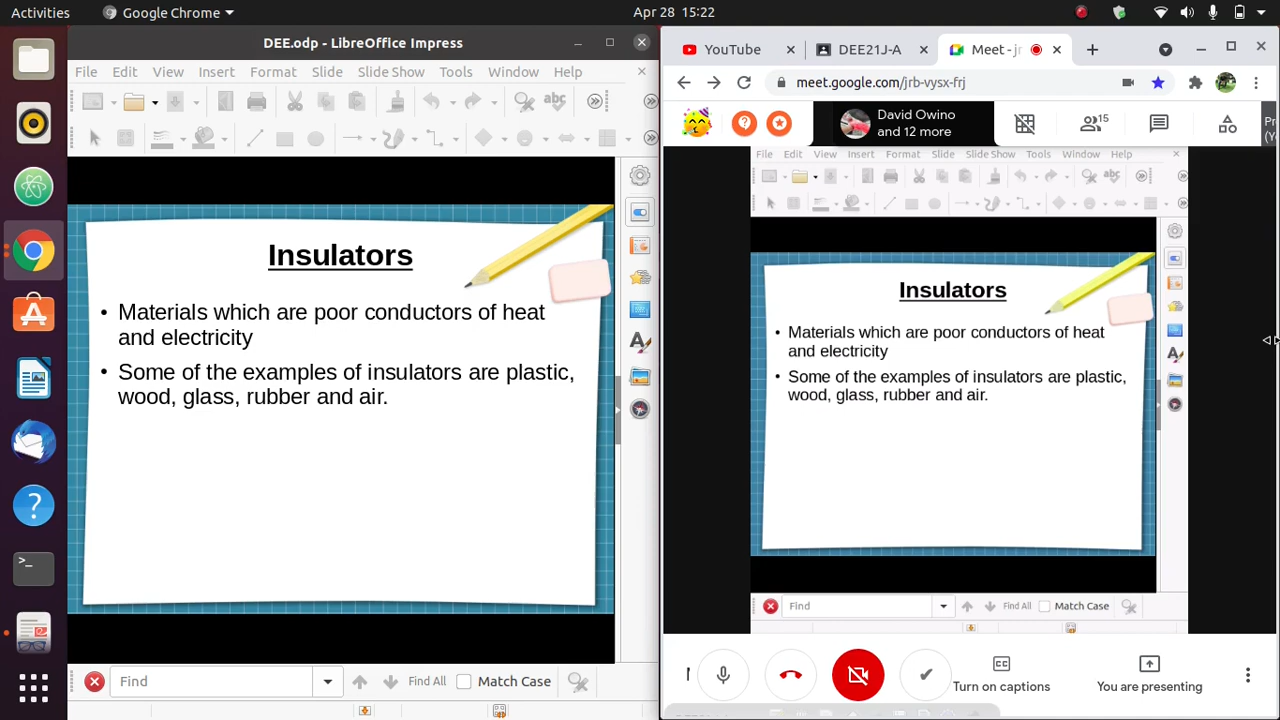 Activities
Google Chrome
Apr 28 15:22
DEE.odp - LibreOffice Impress
File Edit View Insert Format Slide Slide Show Tools Window Help
abc
Insulators
• Materials which are poor conductors of heat
and electricity
• Some of the examples of insulators are plastic,
wood, glass, rubber and air.
Find
Find All
Match Case
YouTube
DEE21J-A
Meet - jr
meet.google.com/jrb-vysx-frj
David Owino
and 12 more
15
File Edit View Insert Format Slide Slide Show Tools Window Help
abc
Insulators
• Materials which are poor conductors of heat
and electricity
• Some of the examples of insulators are plastic,
wood, glass, rubber and air.
Find
Find All
Match Case
Turn on captions
You are presenting